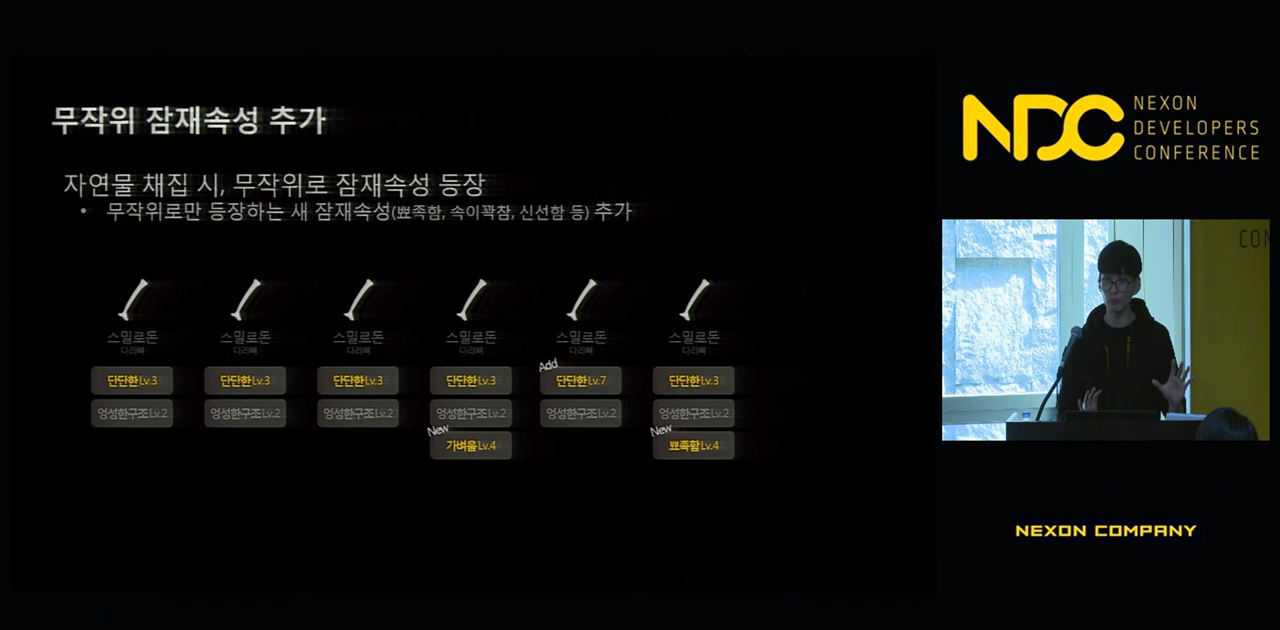 무작위 잠재속성 추가
자연물 채집 시, 무작위로 잠재속성 등장
• 무작위로만 등장하는 새 잠재속성(뾰족함, 속이꽉참, 신선함 등) 추가
스밀로돈 스밀로돈 스밀로돈 스밀로돈 스밀로돈 스밀로돈
다리뼈 다리뼈 다리뼈 다리뼈 다리뼈 다리뼈
Add
단단한Lv.3 단단한Lv.3 단단한Lv.3 단단한Lv.3 단단한Lv.7 단단한Lv.3
엉성한구조Lv.2 엉성한구조Lv.2 엉성한구조Lv.2 엉성한구조Lv.2 엉성한구조Lv.2 엉성한구조Lv.2
New New
가벼움Lv.4 뾰족함Lv.4
NDC
NEXON
DEVELOPERS
CONFERENCE
CON
NEXON COMPANY